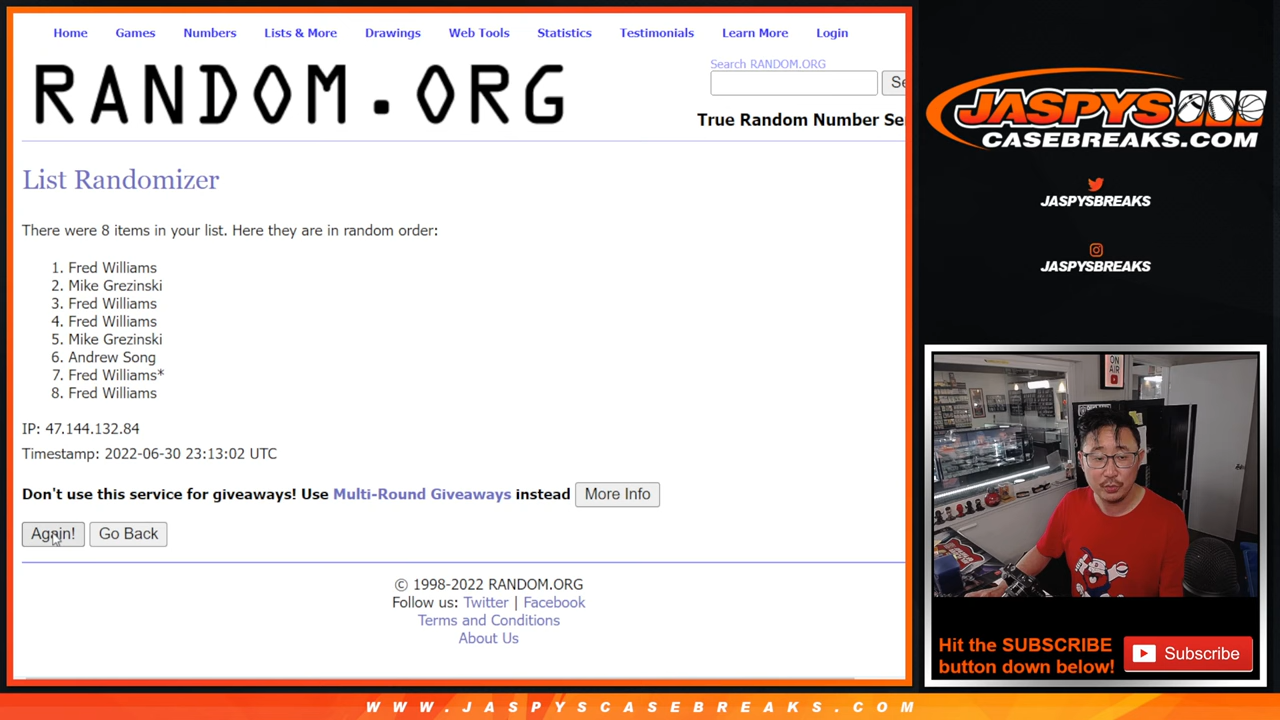 Home Games Numbers Lists & More Drawings Web Tools Statistics Testimonials Learn More Login
Search RANDOM.ORG
RANDOM.ORG
Se
True Random Number Se
List Randomizer
There were 8 items in your list. Here they are in random order:
1. Fred Williams
2. Mike Grezinski
3. Fred Williams
4. Fred Williams
5. Mike Grezinski
6. Andrew Song
7. Fred Williams*
8. Fred Williams
IP: 47.144.132.84
Timestamp: 2022-06-30 23:13:02 UTC
Don't use this service for giveaways! Use Multi-Round Giveaways instead More Info
Again! Go Back
© 1998-2022 RANDOM.ORG
Follow us: Twitter | Facebook
Terms and Conditions
About Us
JASPYS
CASEBREAKS.COM
JASPYSBREAKS
JASPYSBREAKS
ON
AIR
Hit the SUBSCRIBE
button down below!
Subscribe
WWW.JASPYSCASEBREAKS.COM